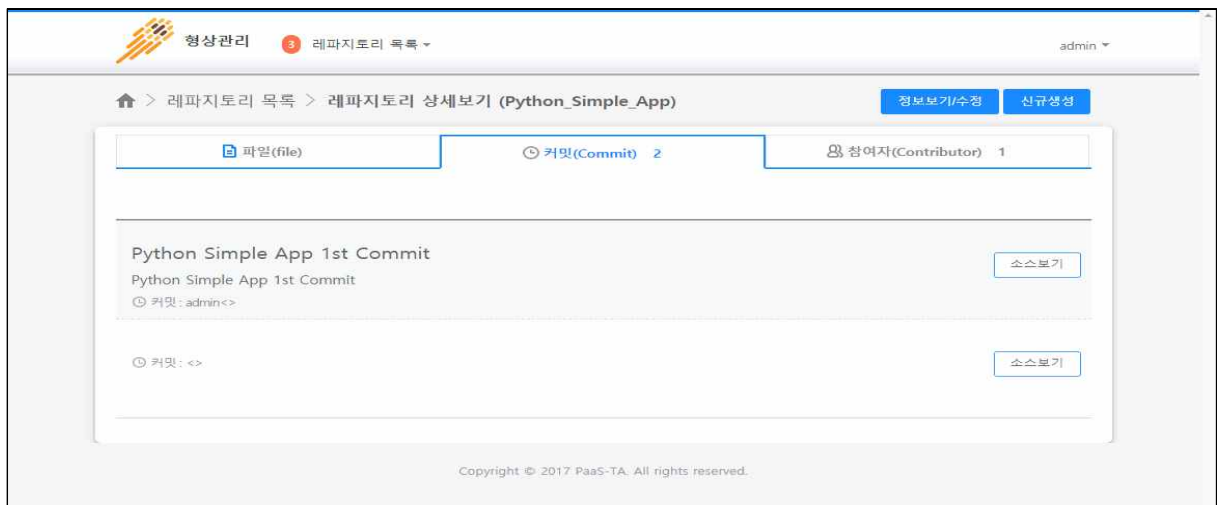 형상관리 3 레파지토리 목록 admin
> 레파지토리 목록 > 레파지토리 상세보기 (Python_Simple_App) 정보보기/수정 신규생성
파일(file) 커밋(Commit) 2 참여자(Contributor) 1
Python Simple App 1st Commit
소스보기
Python Simple App 1st Commit
커밋 : admin<>
커밋 : <> 소스보기
Copyright © 2017 PaaS-TA. All rights reserved.